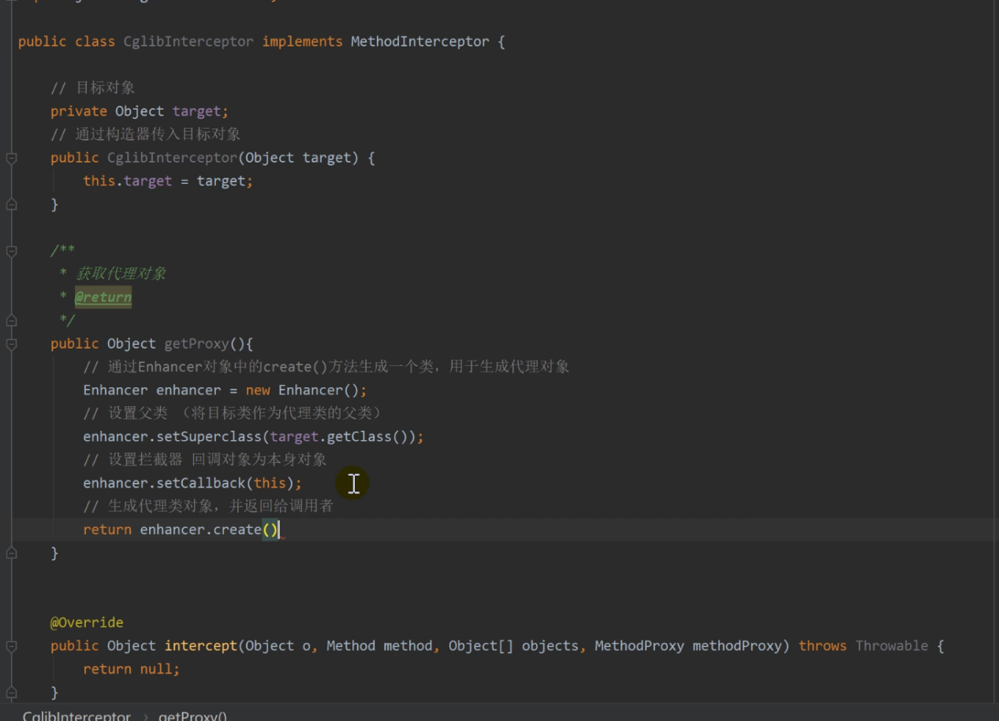 public class CglibInterceptor implements MethodInterceptor {
// 目标对象
private Object target;
// 通过构造器传入目标对象
public CglibInterceptor(Object target) {
this.target = target;
}
/**
* 获取代理对象
* @return
*/
public Object getProxy(){
// 通过Enhancer对象中的create()方法生成一个类，用于生成代理对象
Enhancer enhancer = new Enhancer();
// 设置父类 （将目标类作为代理类的父类）
enhancer.setSuperclass(target.getClass());
// 设置拦截器 回调对象为本身对象
enhancer.setCallback(this);
// 生成代理类对象，并返回给调用者
return enhancer.create()
}
@Override
public Object intercept(Object o, Method method, Object[] objects, MethodProxy methodProxy) throws Throwable {
return null;
}
CglibInterceptor › getProxy()